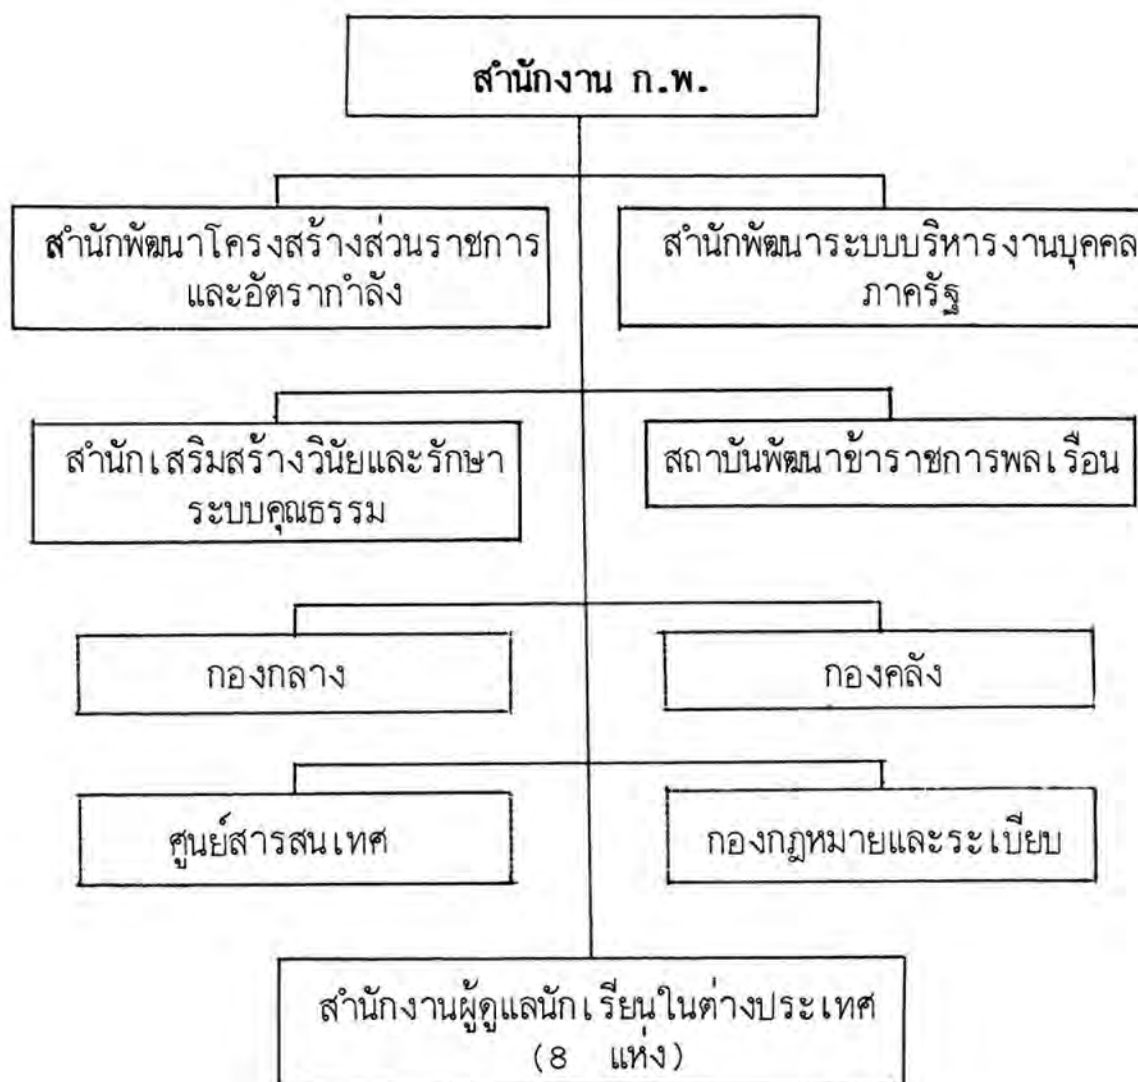 สำนักงาน ก.พ.
สำนักพัฒนาโครงสร้างส่วนราชการ
และอัตรากำลัง
สำนักพัฒนาระบบบริหารงานบุคคล
ภาครัฐ
สำนักเสริมสร้างวินัยและรักษา
ระบบคุณธรรม
สถาบันพัฒนาข้าราชการพลเรือน
กองกลาง
กองคลัง
ศูนย์สารสนเทศ
กองกฎหมายและระเบียบ
สำนักงานผู้ดูแลนักเรียนในต่างประเทศ
(8 แห่ง)